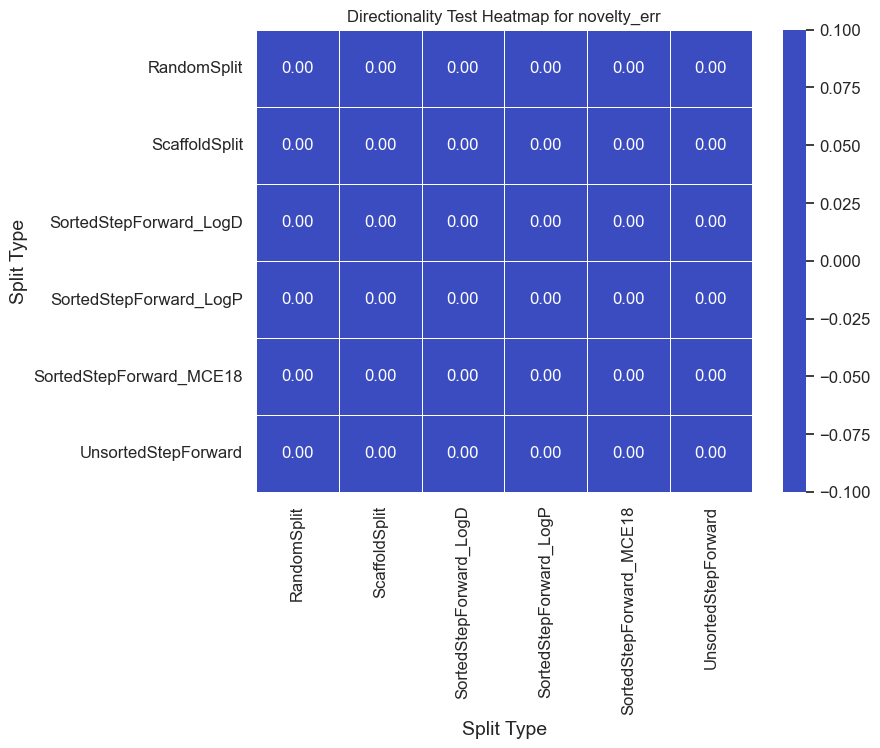 Directionality Test Heatmap for novelty_err
Split Type
RandomSplit 0.00 0.00 0.00 0.00 0.00 0.00
ScaffoldSplit 0.00 0.00 0.00 0.00 0.00 0.00
SortedStepForward_LogD 0.00 0.00 0.00 0.00 0.00 0.00
SortedStepForward_LogP 0.00 0.00 0.00 0.00 0.00 0.00
SortedStepForward_MCE18 0.00 0.00 0.00 0.00 0.00 0.00
UnsortedStepForward 0.00 0.00 0.00 0.00 0.00 0.00
RandomSplit
ScaffoldSplit
SortedStepForward_LogD
SortedStepForward_LogP
SortedStepForward_MCE18
UnsortedStepForward
Split Type
0.100
0.075
0.050
0.025
0.000
−0.025
−0.050
−0.075
−0.100